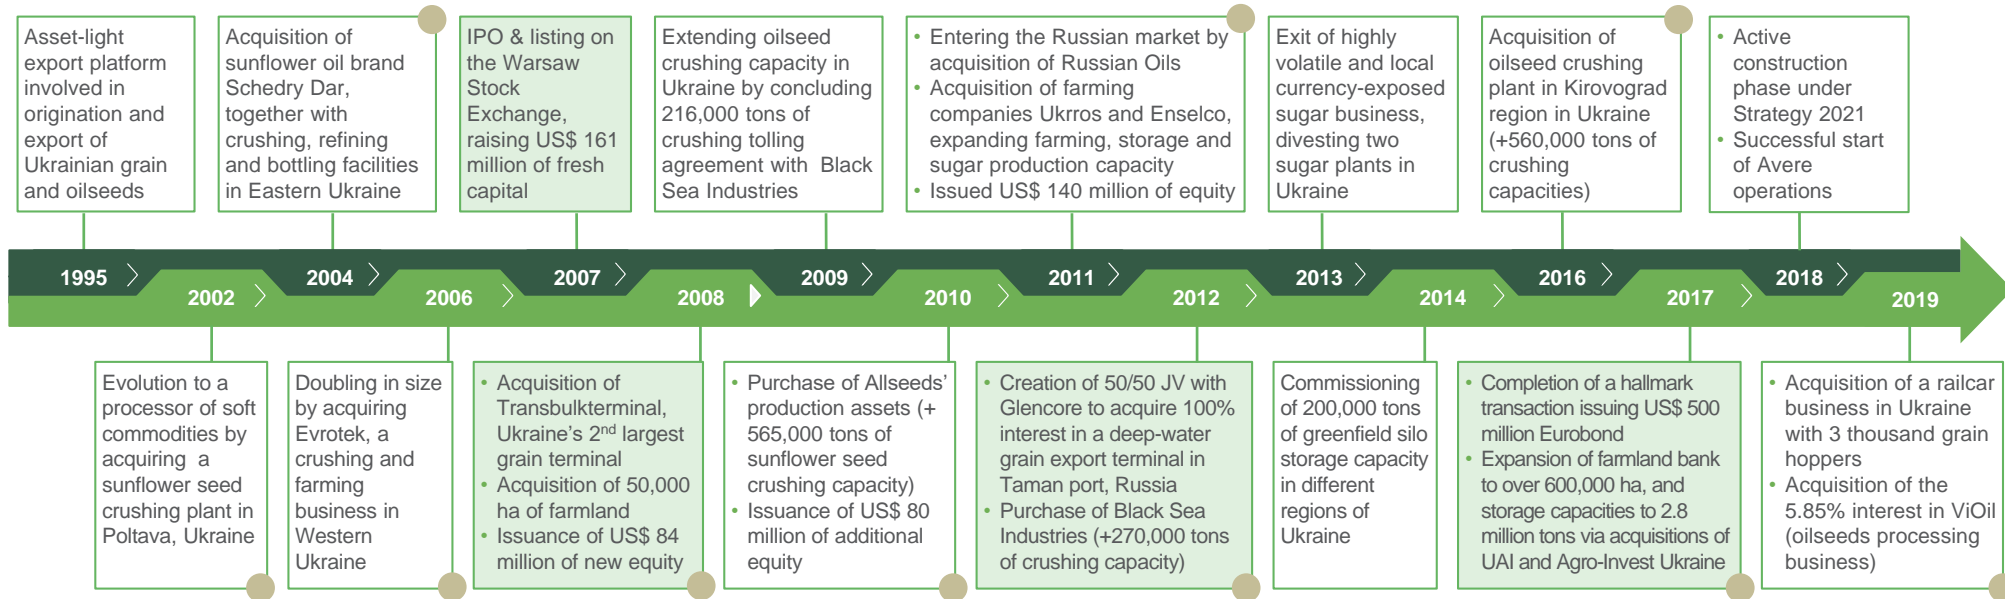 Asset-light
export platform
involved in
origination and
export of
Ukrainian grain
and oilseeds
Acquisition of
sunflower oil brand
Schedry Dar,
together with
crushing, refining
and bottling facilities
in Eastern Ukraine
IPO & listing on
the Warsaw
Stock
Exchange,
raising US$ 161
million of fresh
capital
Extending oilseed
crushing capacity in
Ukraine by concluding
216,000 tons of
crushing tolling
agreement with Black
Sea Industries
• Entering the Russian market by
acquisition of Russian Oils
• Acquisition of farming
companies Ukrros and Enselco,
expanding farming, storage and
sugar production capacity
• Issued US$ 140 million of equity
Exit of highly
volatile and local
currency-exposed
sugar business,
divesting two
sugar plants in
Ukraine
Acquisition of
oilseed crushing
plant in Kirovograd
region in Ukraine
(+560,000 tons of
crushing
capacities)
• Active
construction
phase under
Strategy 2021
• Successful start
of Avere
operations
1995
2002
2004
2006
2007
2008
2009
2010
2011
2012
2013
2014
2016
2017
2018
2019
Evolution to a
processor of soft
commodities by
acquiring a
sunflower seed
crushing plant in
Poltava, Ukraine
Doubling in size
by acquiring
Evrotek, a
crushing and
farming
business in
Western
Ukraine
• Acquisition of
Transbulkterminal,
Ukraine's 2nd largest
grain terminal
• Acquisition of 50,000
ha of farmland
• Issuance of US$ 84
million of new equity
• Purchase of Allseeds'
production assets (+
565,000 tons of
sunflower seed
crushing capacity)
• Issuance of US$ 80
million of additional
equity
• Creation of 50/50 JV with
Glencore to acquire 100%
interest in a deep-water
grain export terminal in
Taman port, Russia
• Purchase of Black Sea
Industries (+270,000 tons
of crushing capacity)
Commissioning
of 200,000 tons
of greenfield silo
storage capacity
in different
regions of
Ukraine
• Completion of a hallmark
transaction issuing US$ 500
million Eurobond
• Expansion of farmland bank
to over 600,000 ha, and
storage capacities to 2.8
million tons via acquisitions of
UAI and Agro-Invest Ukraine
• Acquisition of a railcar
business in Ukraine
with 3 thousand grain
hoppers
• Acquisition of the
5.85% interest in ViOil
(oilseeds processing
business)